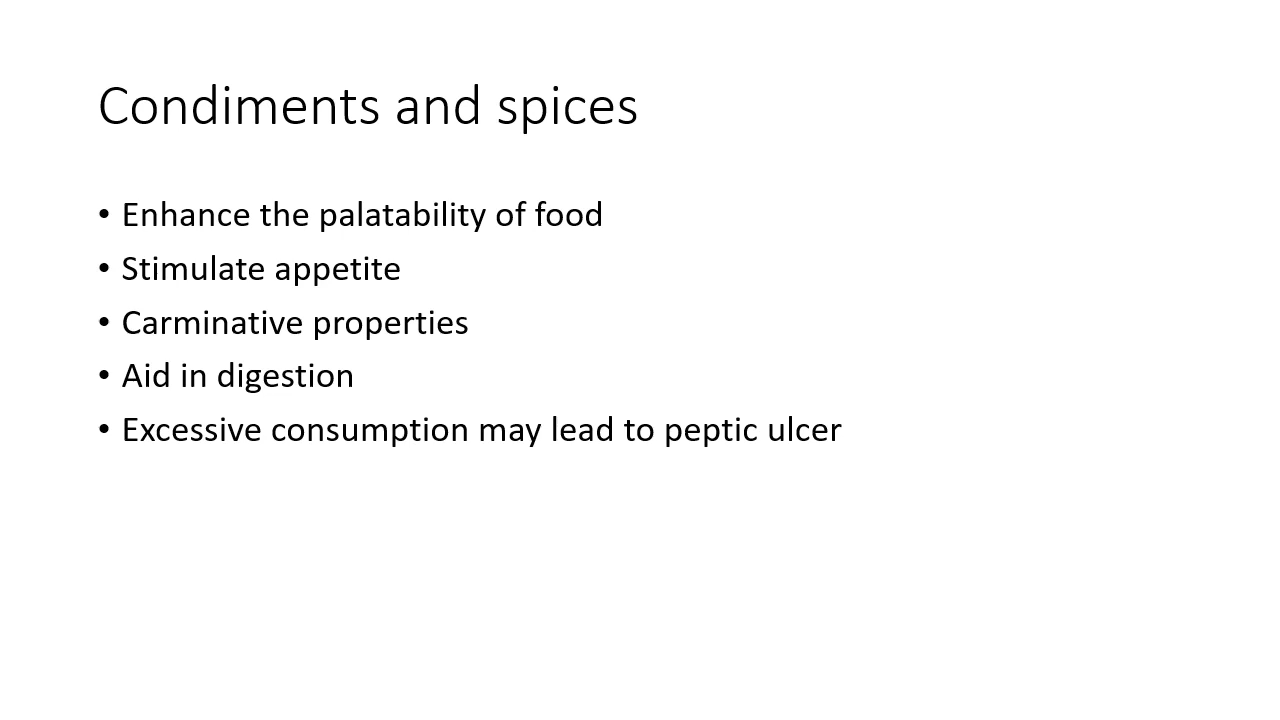 Condiments and spices
• Enhance the palatability of food
• Stimulate appetite
• Carminative properties
• Aid in digestion
• Excessive consumption may lead to peptic ulcer